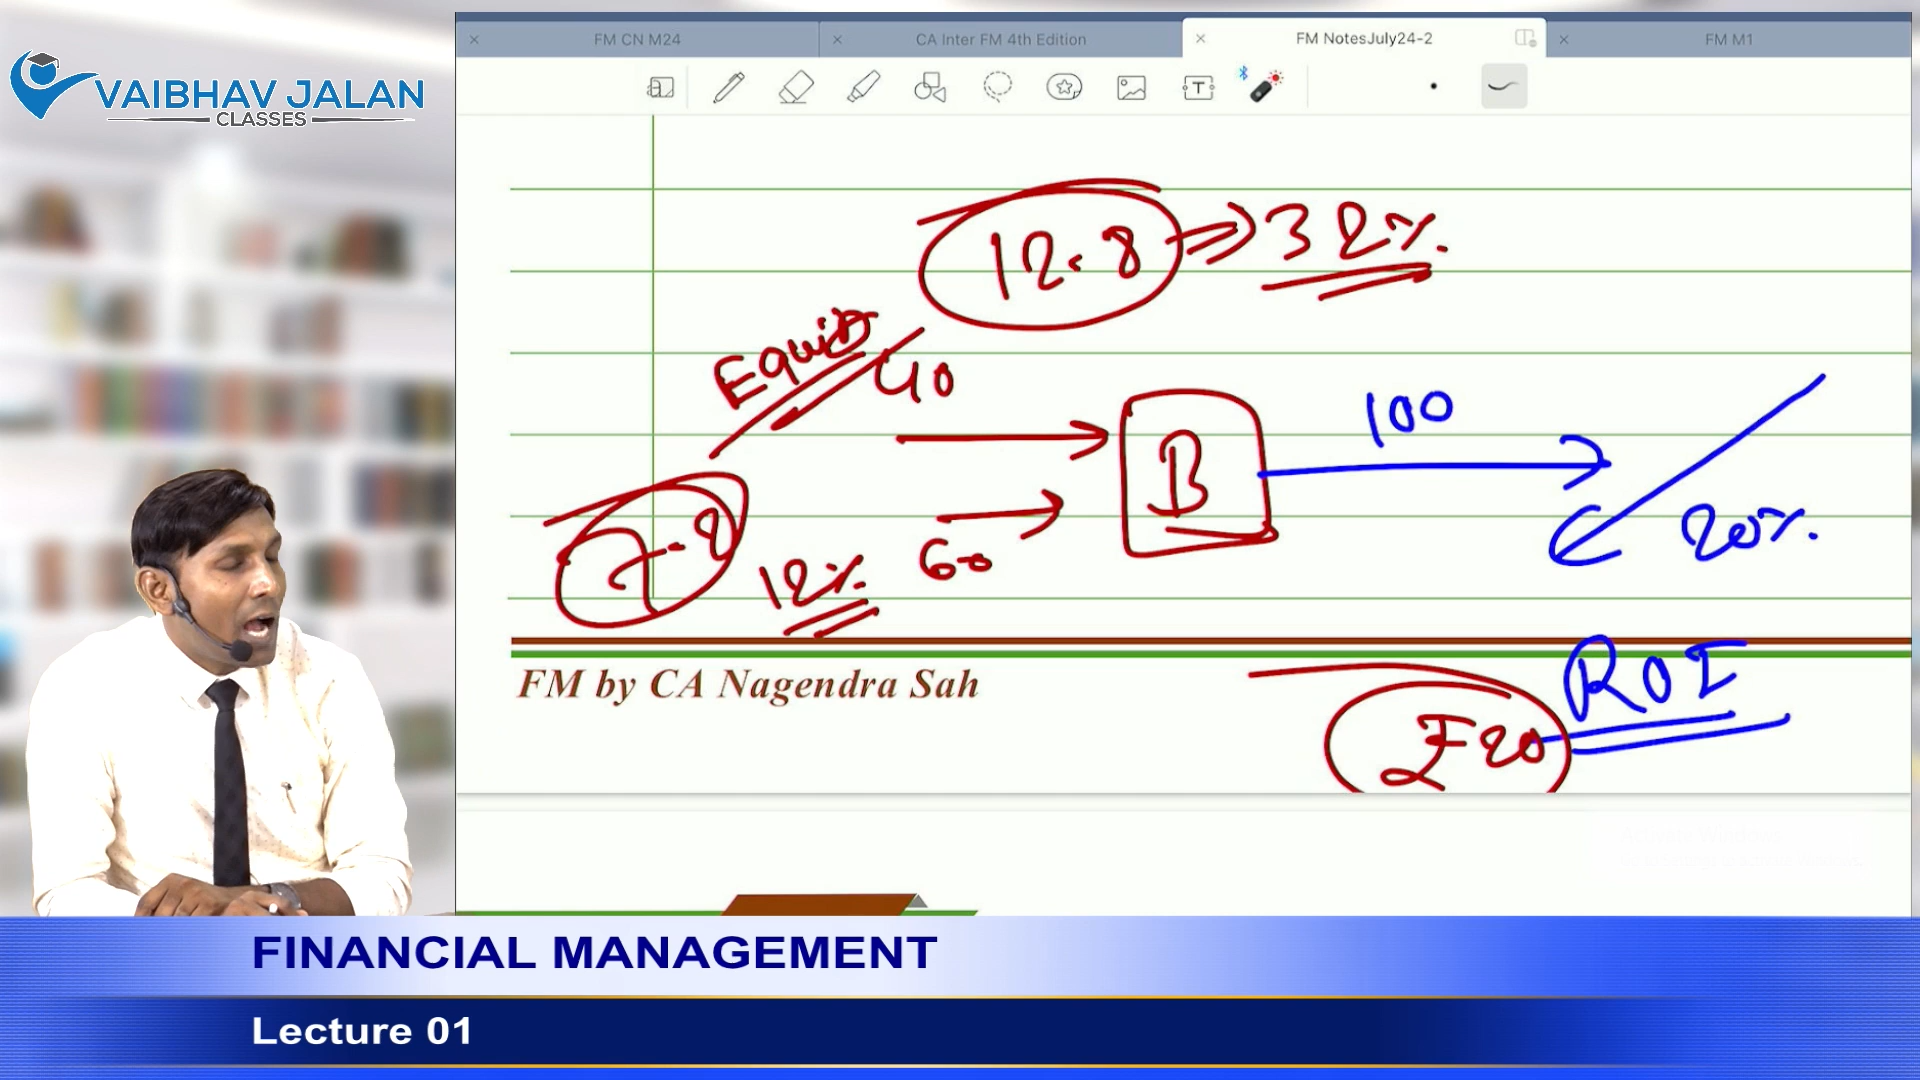 VAIBHAV JALAN
CLASSES
FM CN M24
CA Inter FM 4th Edition
FM NotesJuly24-2
FM M1
T
12.8 ⇒ 32%
Equity
40
100
B
7.2
12%
60
20%
FM by CA Nagendra Sah
ROI
₹20
FINANCIAL MANAGEMENT
Lecture 01